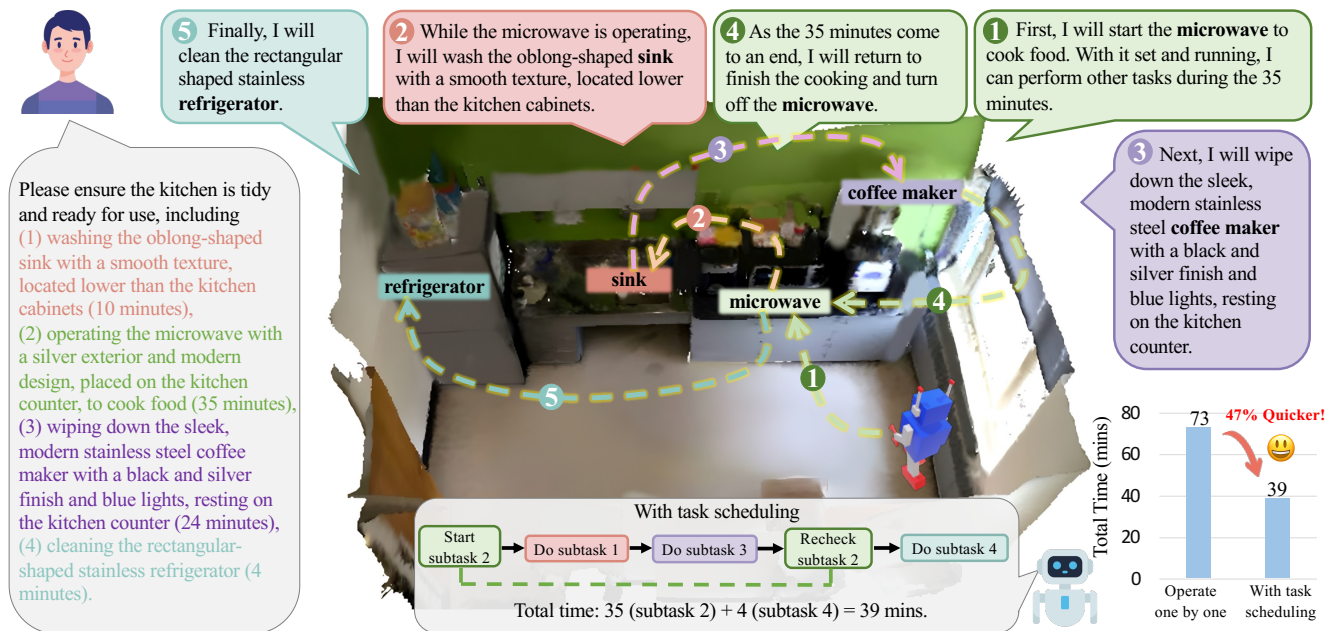 5 Finally, I will
clean the rectangular
shaped stainless
refrigerator.
2 While the microwave is operating,
I will wash the oblong-shaped sink
with a smooth texture, located lower
than the kitchen cabinets.
4 As the 35 minutes come
to an end, I will return to
finish the cooking and turn
off the microwave.
1 First, I will start the microwave to
cook food. With it set and running, I
can perform other tasks during the 35
minutes.
3 Next, I will wipe
down the sleek,
modern stainless
steel coffee maker
with a black and
silver finish and
blue lights, resting
on the kitchen
counter.
Please ensure the kitchen is tidy
and ready for use, including
(1) washing the oblong-shaped
sink with a smooth texture,
located lower than the kitchen
cabinets (10 minutes),
(2) operating the microwave with
a silver exterior and modern
design, placed on the kitchen
counter, to cook food (35 minutes),
(3) wiping down the sleek,
modern stainless steel coffee
maker with a black and silver
finish and blue lights, resting on
the kitchen counter (24 minutes),
(4) cleaning the rectangular-
shaped stainless refrigerator (4
minutes).
3
coffee maker
2
refrigerator
sink
microwave
4
1
5
With task scheduling
Start
subtask 2
Do subtask 1
Do subtask 3
Recheck
subtask 2
Do subtask 4
Total time: 35 (subtask 2) + 4 (subtask 4) = 39 mins.
Total Time (mins)
80
60
40
20
0
73
47% Quicker!
39
Operate
one by one
With task
scheduling